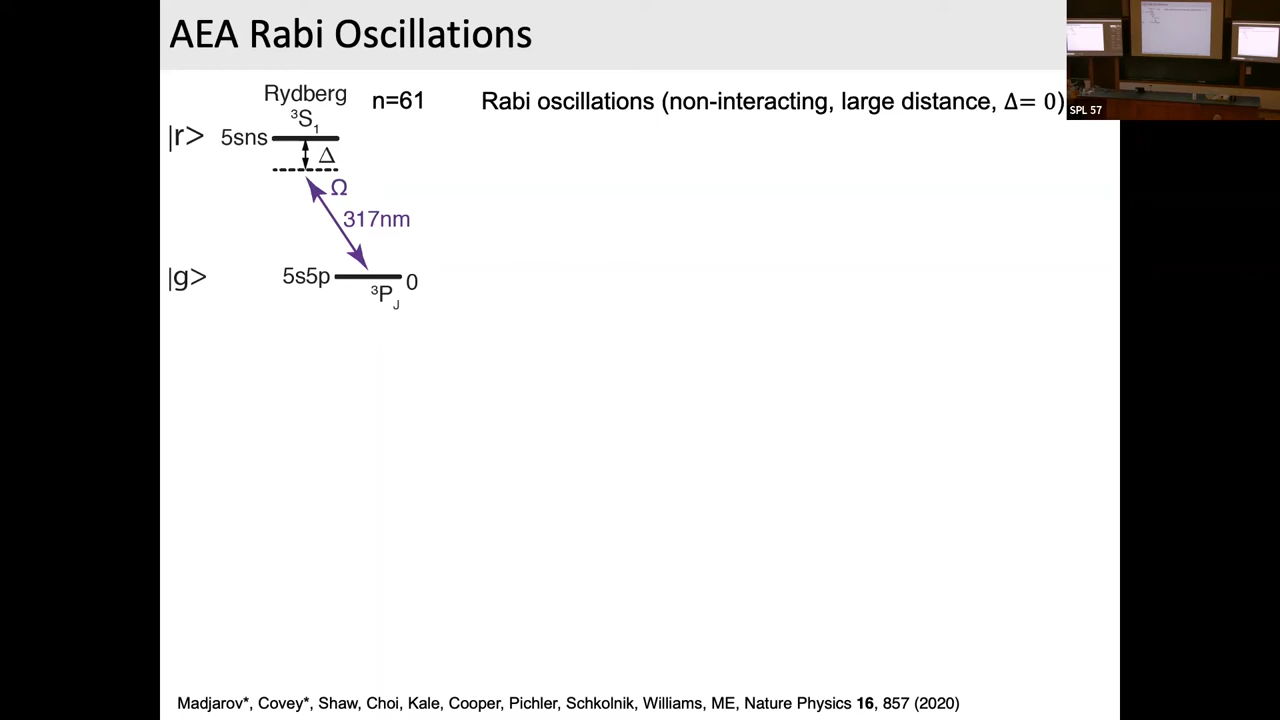 AEA Rabi Oscillations
Rydberg n=61 Rabi oscillations (non-interacting, large distance, Δ= 0)
³S₁
|r> 5sns
Δ
Ω
317nm
|g> 5s5p 0
³P_J
Madjarov*, Covey*, Shaw, Choi, Kale, Cooper, Pichler, Schkolnik, Williams, ME, Nature Physics 16, 857 (2020)
SPL 57